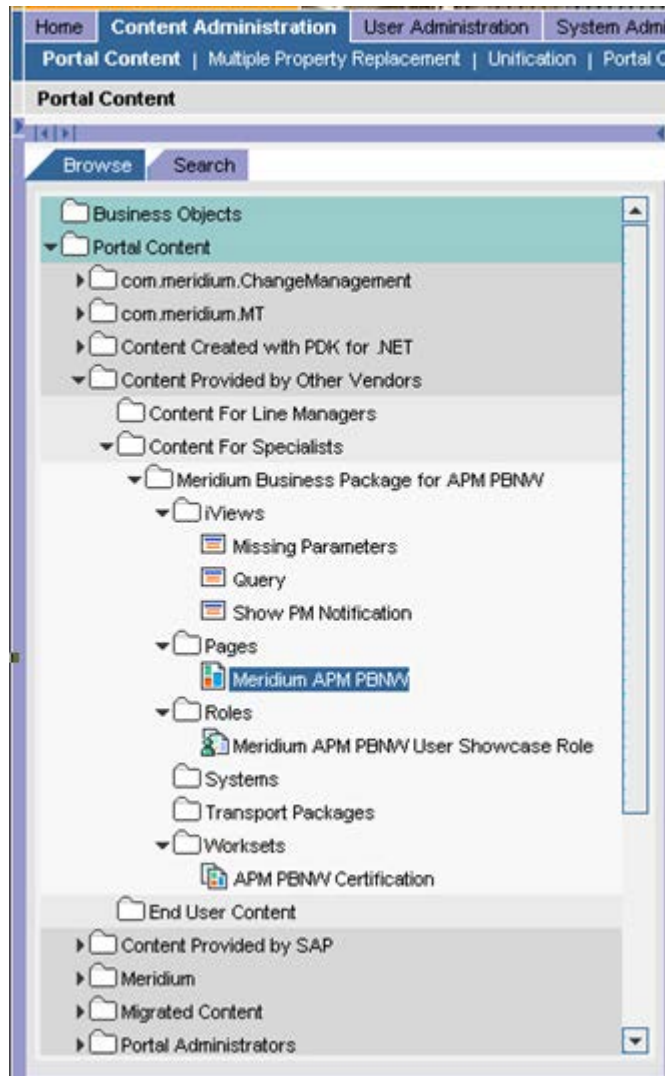 Home Content Administration User Administration System Adm
Portal Content | Multiple Property Replacement | Unification | Portal C
Portal Content
Browse Search
Business Objects
Portal Content
com.meridium.ChangeManagement
com.meridium.MT
Content Created with PDK for .NET
Content Provided by Other Vendors
Content For Line Managers
Content For Specialists
Meridium Business Package for APM PBNW
iViews
Missing Parameters
Query
Show PM Notification
Pages
Meridium APM PBNW
Roles
Meridium APM PBNW User Showcase Role
Systems
Transport Packages
Worksets
APM PBNW Certification
End User Content
Content Provided by SAP
Meridium
Migrated Content
Portal Administrators